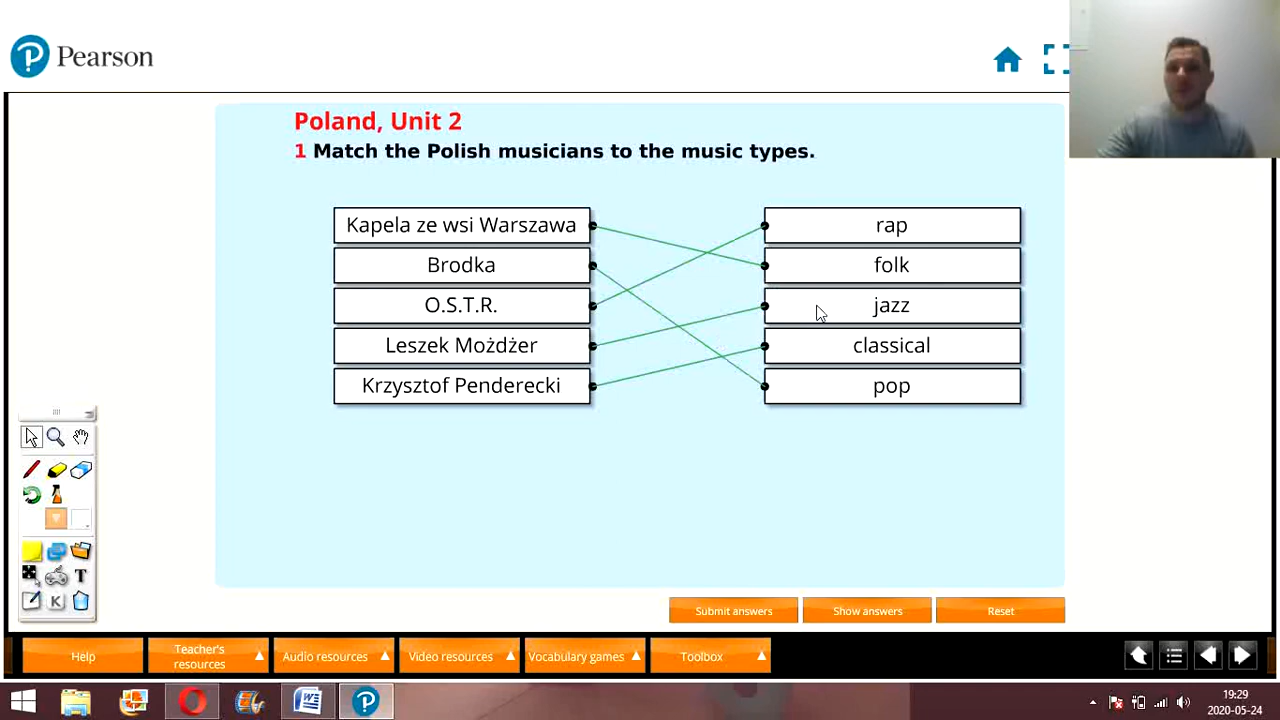 Pearson
Poland, Unit 2
1 Match the Polish musicians to the music types.
Kapela ze wsi Warszawa
rap
Brodka
folk
O.S.T.R.
jazz
Leszek Możdżer
classical
Krzysztof Penderecki
pop
Submit answers
Show answers
Reset
Help
Teacher's
resources
Audio resources
Video resources
Vocabulary games
Toolbox
19:29
2020-05-24